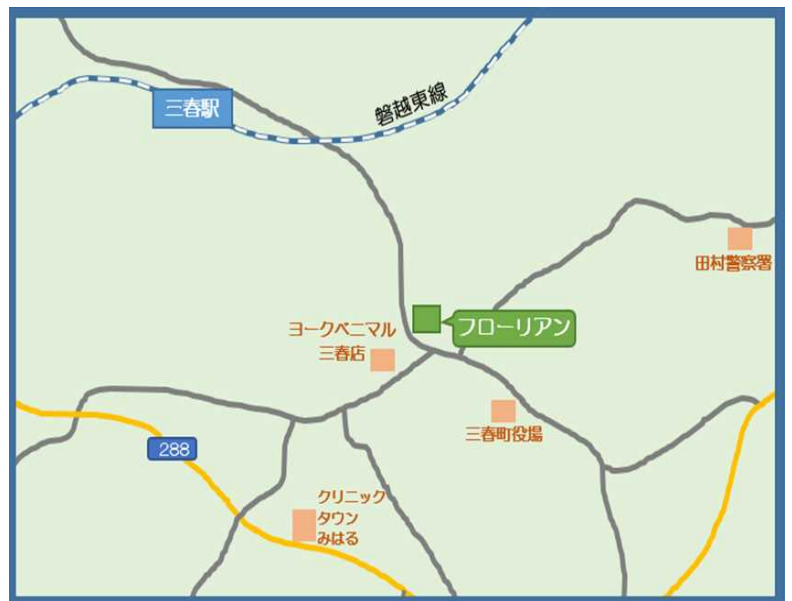 三春駅
磐越東線
田村警察署
ヨークベニマル
三春店
フローリアン
三春町役場
288
クリニック
タウン
みはる